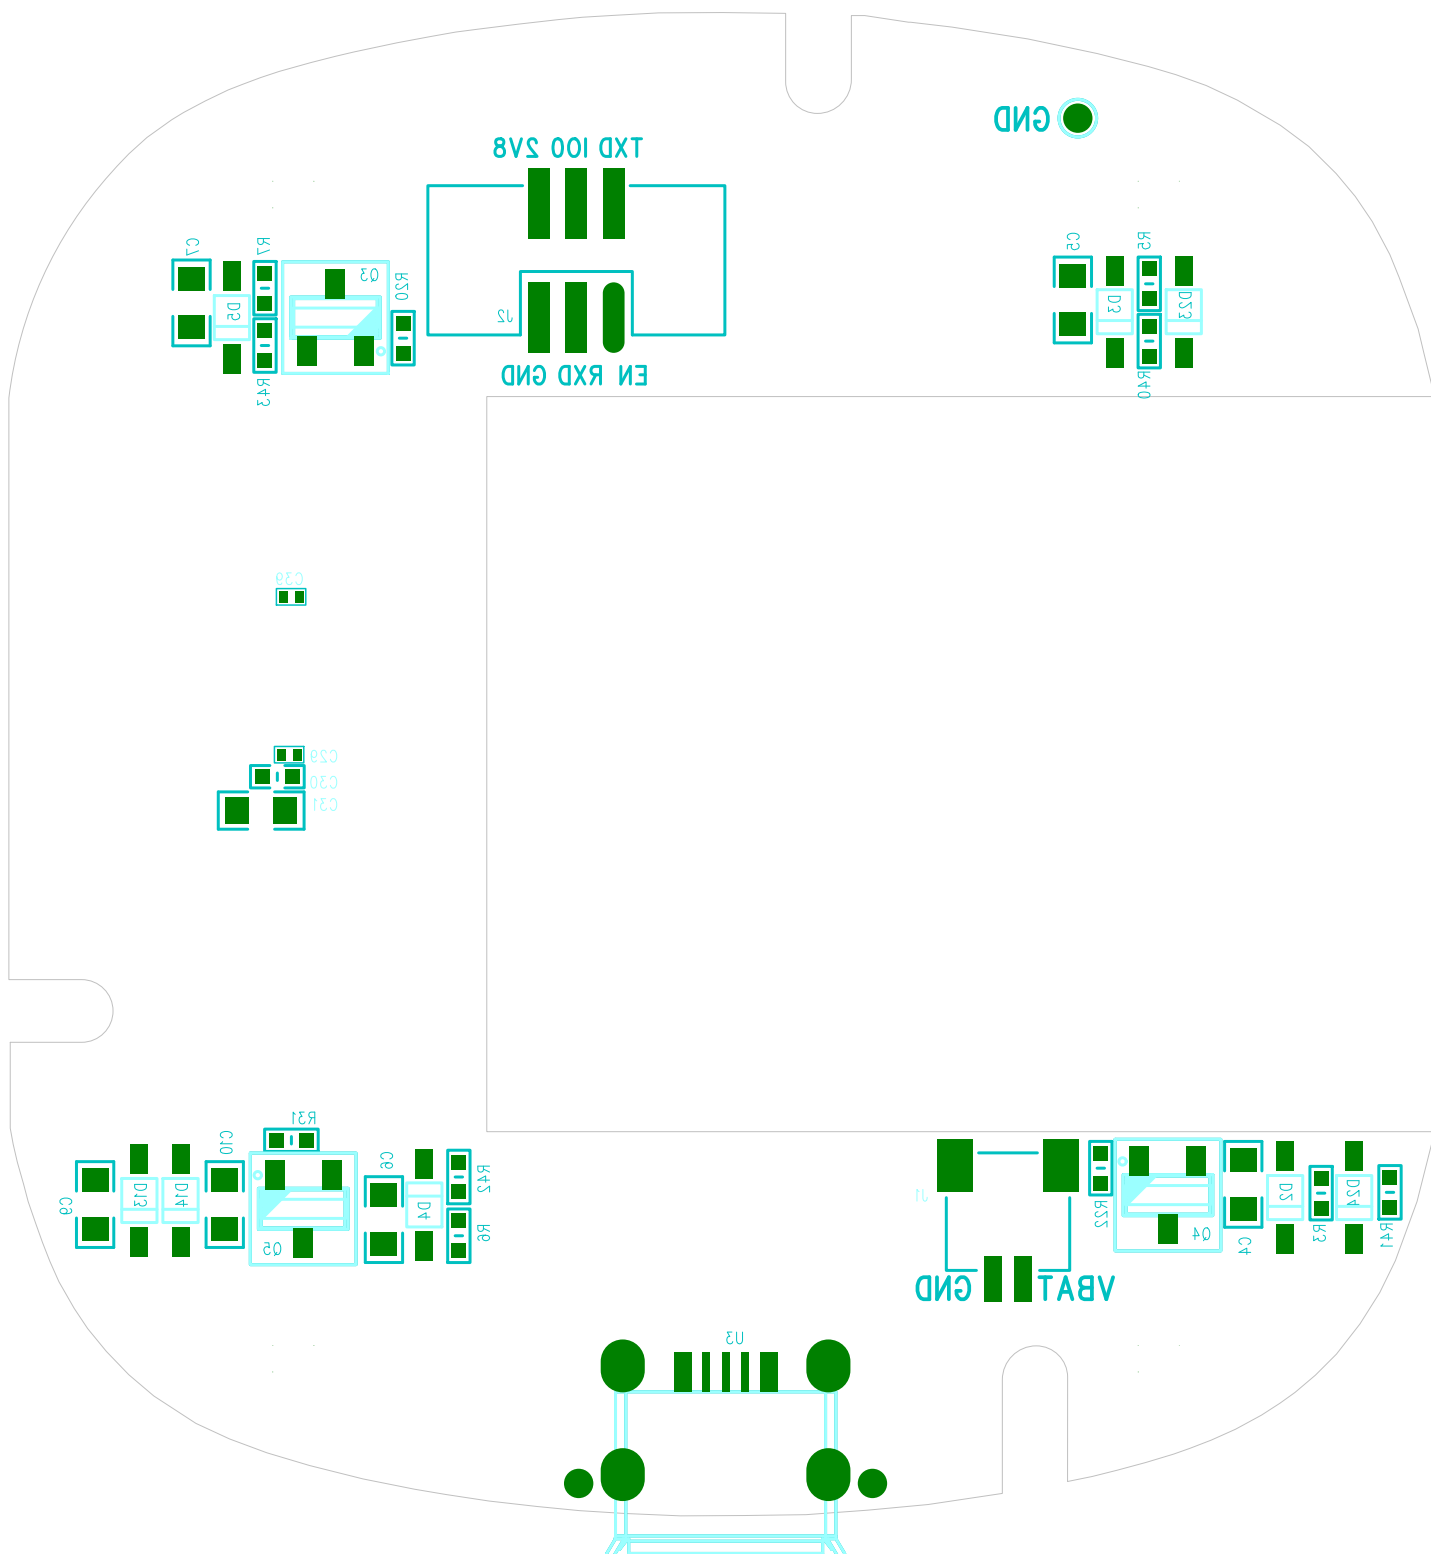 GND
TXD IO0 2V8
C7
R7
Q3
R20
D5
J2
R43
EN RXD GND
C5
R5
D3
D23
R40
C39
C29
C30
C31
R31
C10
C6
R42
D13
D14
C9
D4
R6
Q5
J1
R22
Q4
D2
D24
C4
R3
R41
GND
VBAT
U3